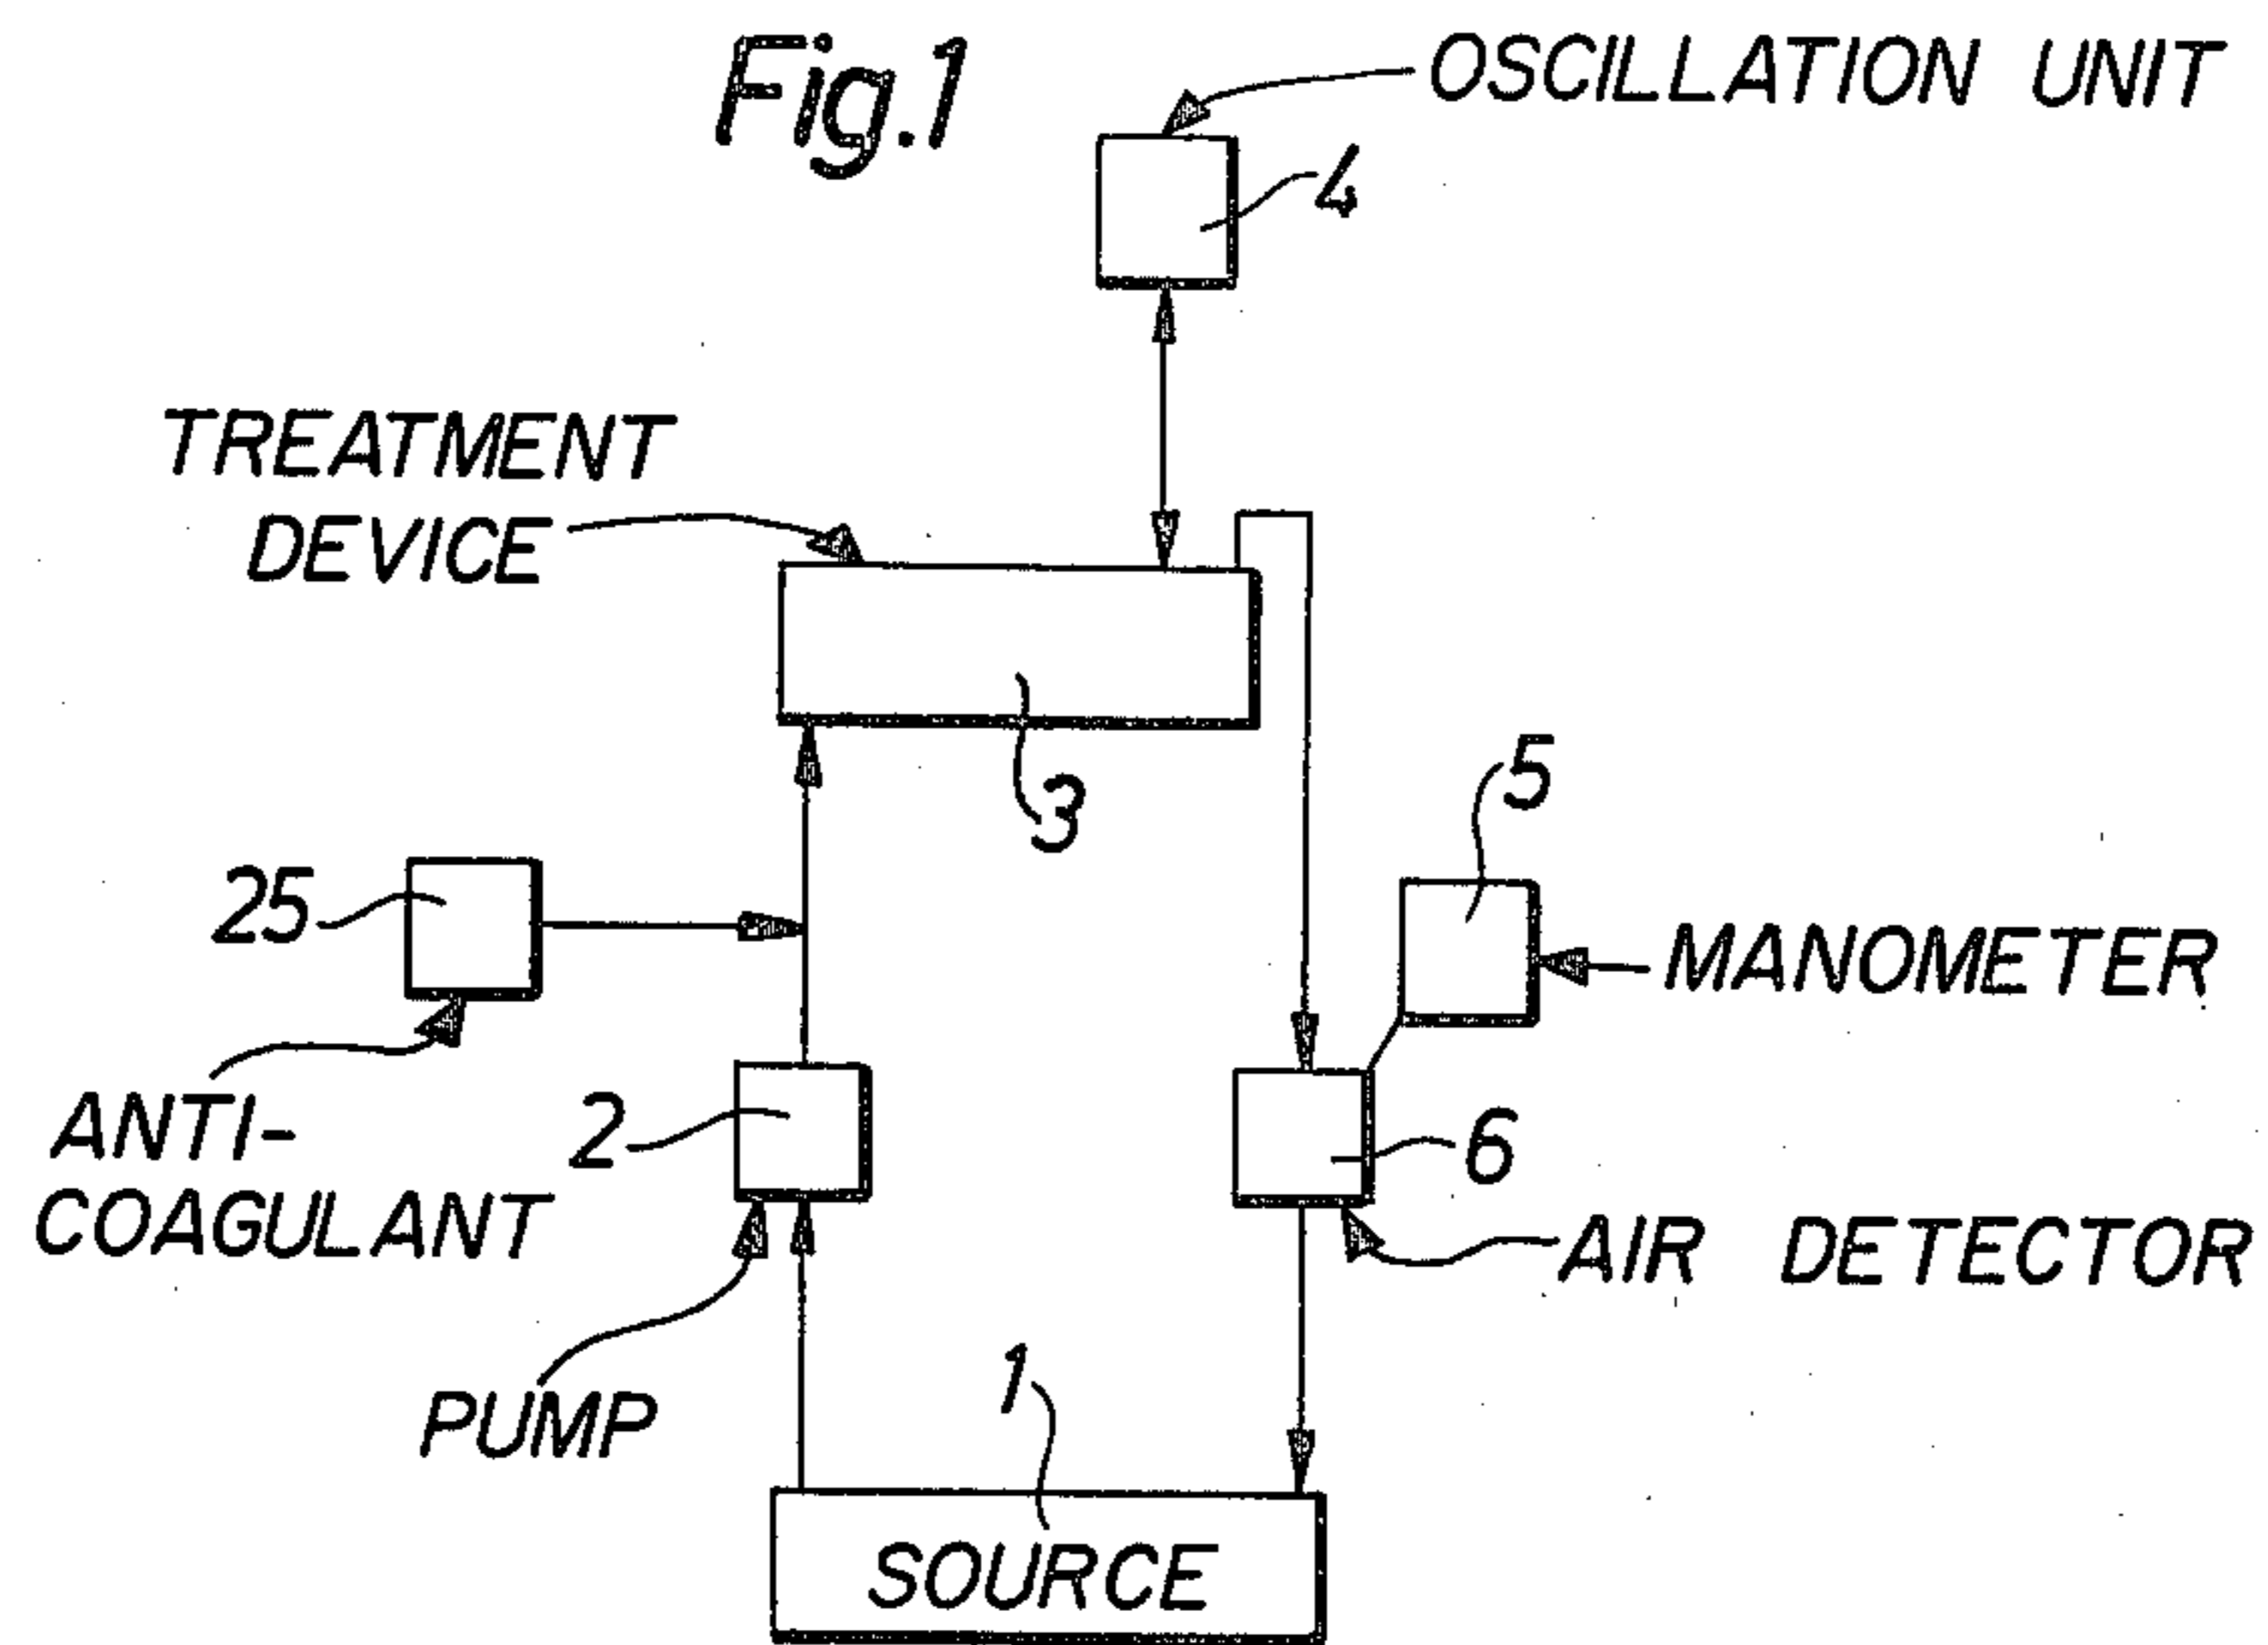 Fig.1
OSCILLATION UNIT
4
TREATMENT
DEVICE
3
5
25
MANOMETER
ANTI-
COAGULANT
2
6
AIR DETECTOR
PUMP
1
SOURCE